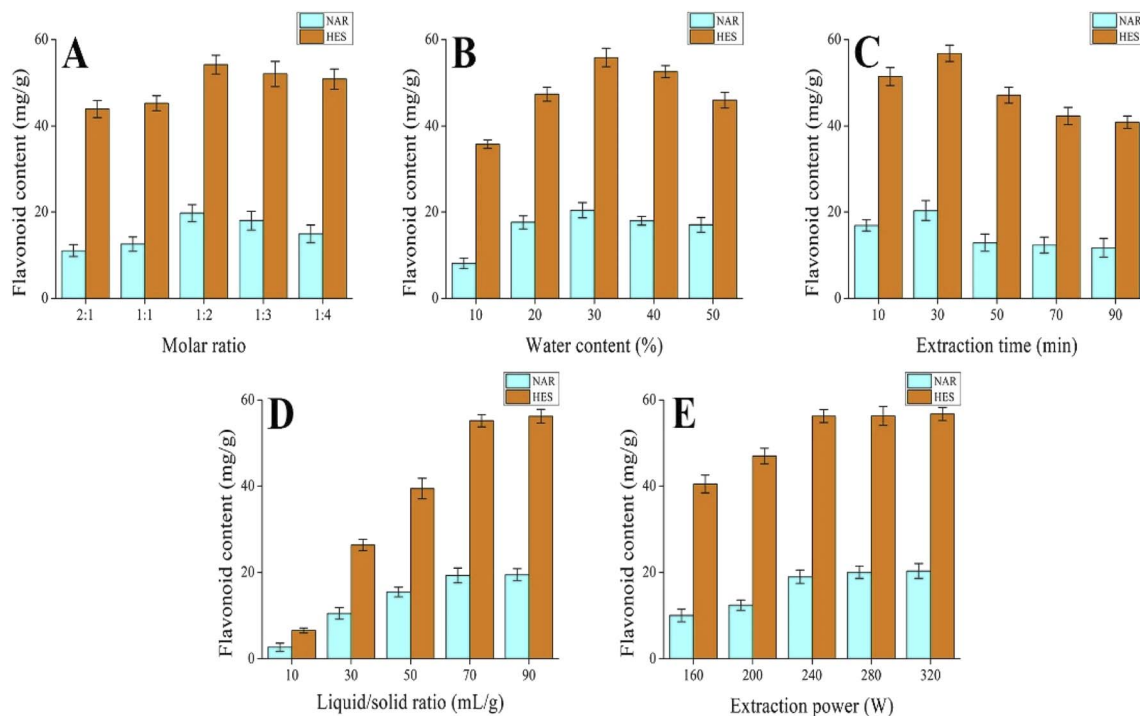 A
NAR
HES
Flavonoid content (mg/g)
60
40
20
0
2:1 1:1 1:2 1:3 1:4
Molar ratio
B
NAR
HES
Flavonoid content (mg/g)
60
40
20
0
10 20 30 40 50
Water content (%)
C
NAR
HES
Flavonoid content (mg/g)
60
40
20
0
10 30 50 70 90
Extraction time (min)
D
NAR
HES
Flavonoid content (mg/g)
60
40
20
0
10 30 50 70 90
Liquid/solid ratio (mL/g)
E
NAR
HES
Flavonoid content (mg/g)
60
40
20
0
160 200 240 280 320
Extraction power (W)